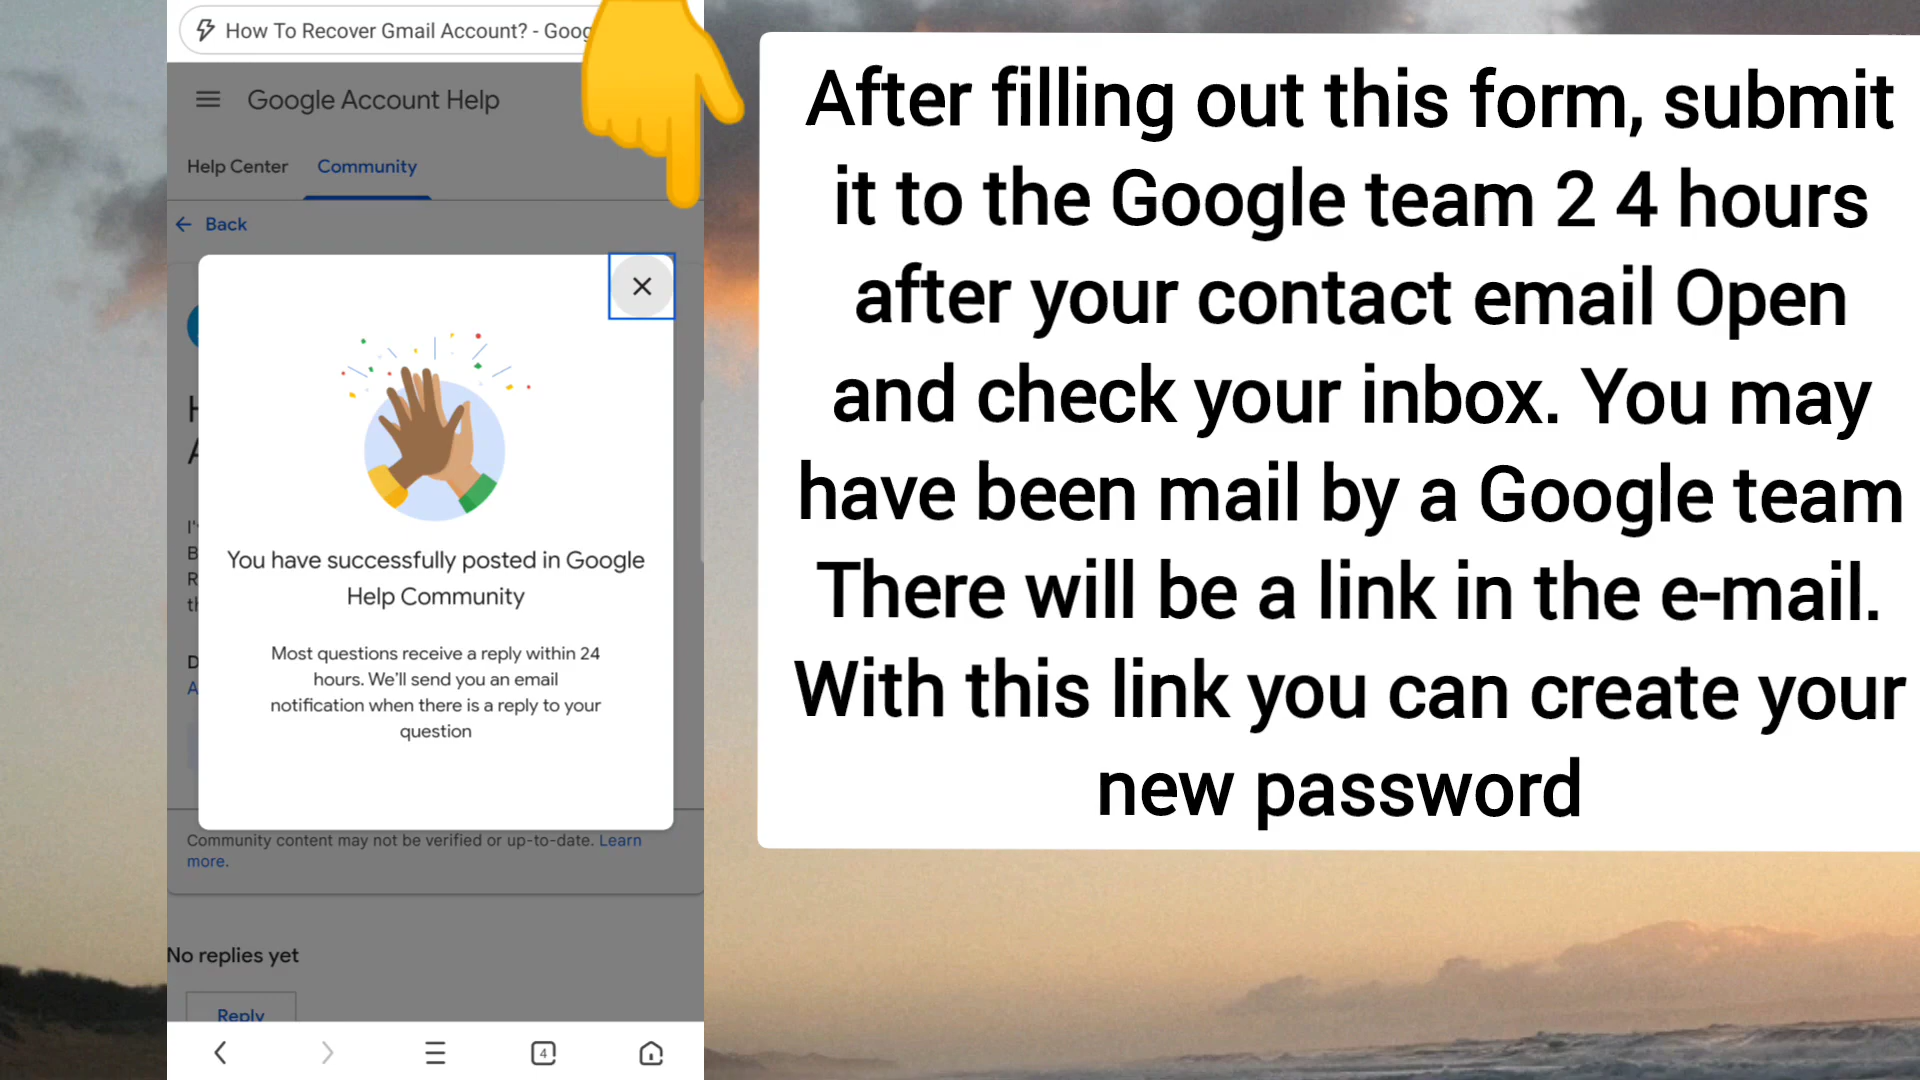 How To Recover Gmail Account? - Goog
Google Account Help
Help Center Community
Back
You have successfully posted in Google
Help Community
Most questions receive a reply within 24
hours. We'll send you an email
notification when there is a reply to your
question
Community content may not be verified or up-to-date. Learn
more.
No replies yet
Reply
4
After filling out this form, submit
it to the Google team 2 4 hours
after your contact email Open
and check your inbox. You may
have been mail by a Google team
There will be a link in the e-mail.
With this link you can create your
new password